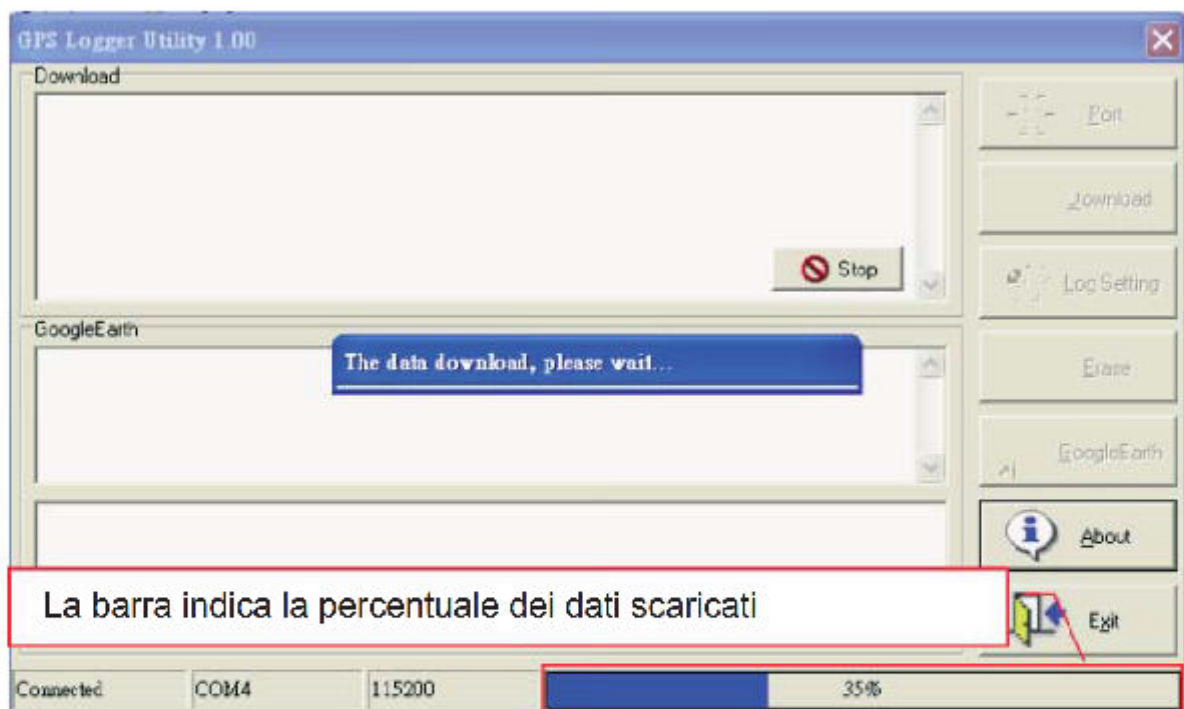 GPS Logger Utility 1.00
Download
Port
Download
Stop
Log Setting
GoogleEarth
The data download, please wait...
Erase
GoogleEarth
About
La barra indica la percentuale dei dati scaricati
Exit
Connected
COM4
115200
35%